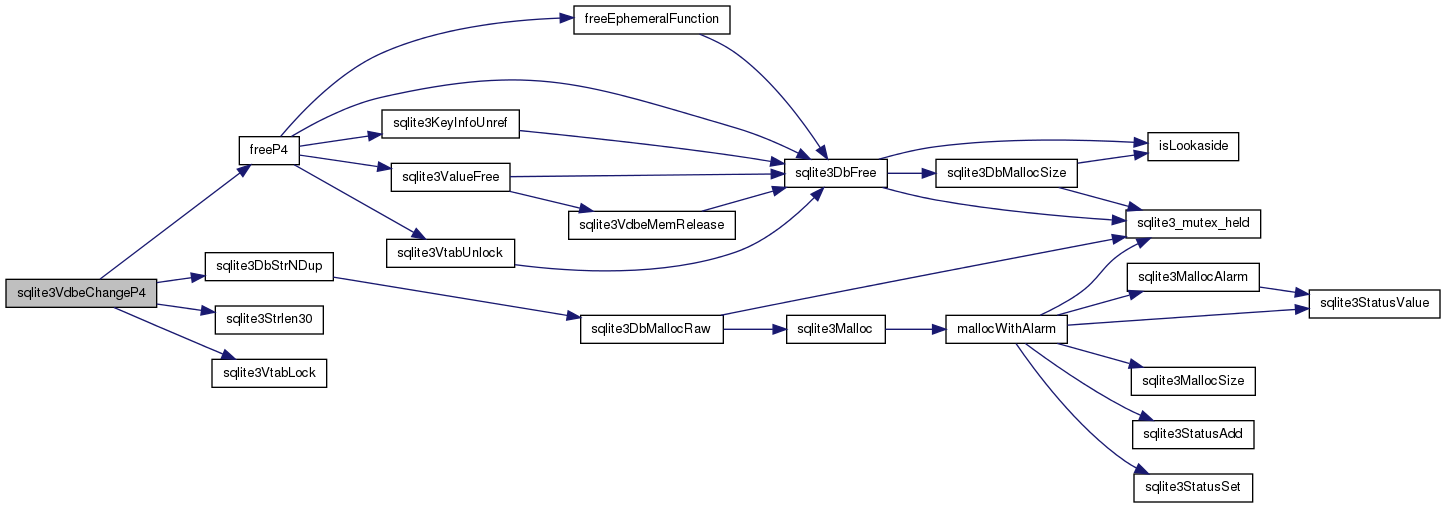 freeEphemeralFunction
sqlite3KeyInfoUnref
freeP4
isLookaside
sqlite3ValueFree
sqlite3DbFree
sqlite3DbMallocSize
sqlite3VdbeMemRelease
sqlite3_mutex_held
sqlite3VtabUnlock
sqlite3DbStrNDup
sqlite3MallocAlarm
sqlite3VdbeChangeP4
sqlite3StatusValue
sqlite3Strlen30
sqlite3DbMallocRaw
sqlite3Malloc
mallocWithAlarm
sqlite3VtabLock
sqlite3MallocSize
sqlite3StatusAdd
sqlite3StatusSet